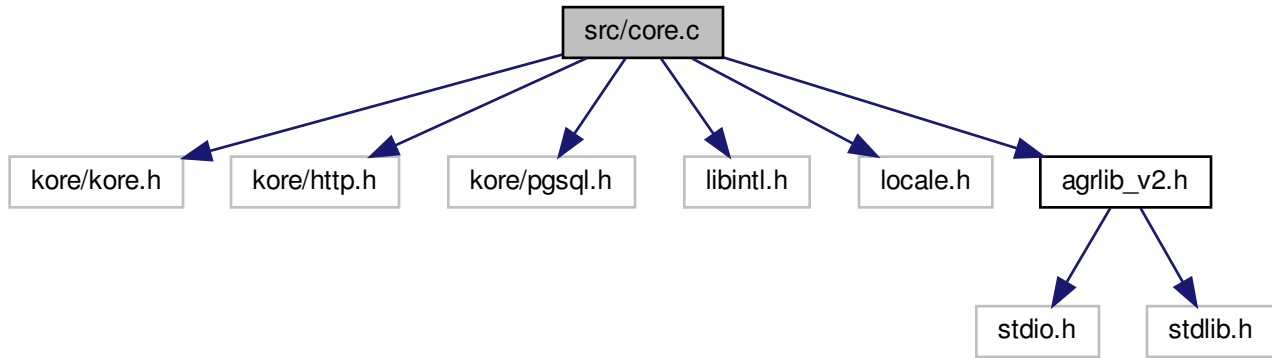 src/core.c
kore/kore.h
kore/http.h
kore/pgsql.h
libintl.h
locale.h
agrlib_v2.h
stdio.h
stdlib.h